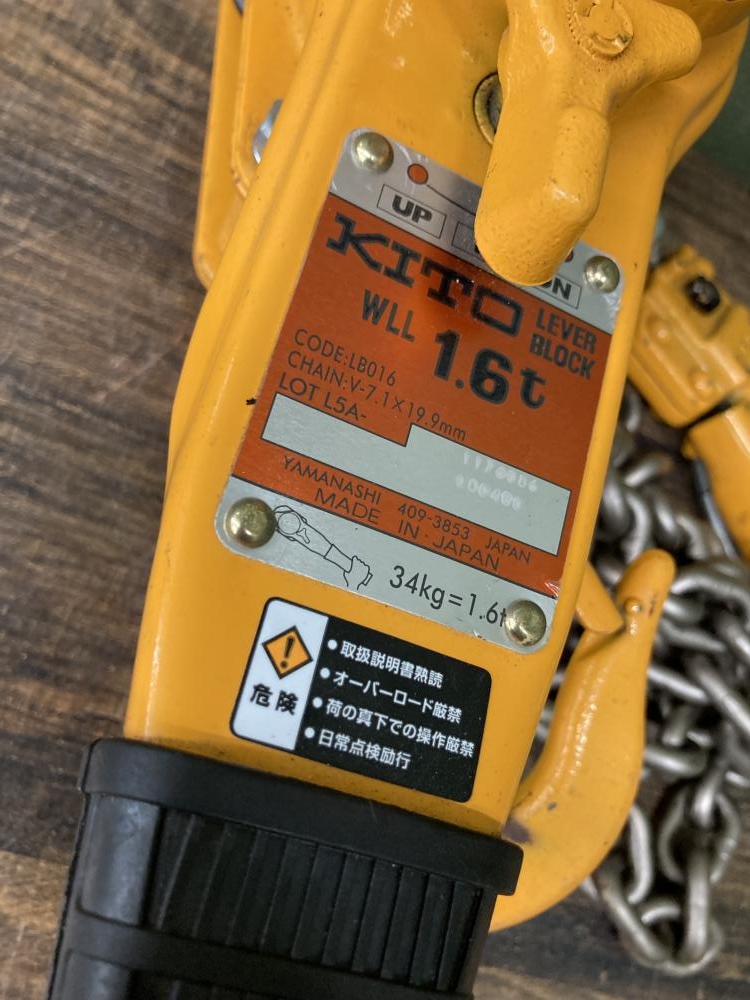 UP
KITO
LEVER
BLOCK
WLL 1.6t
CODE:LB016
CHAIN:V-7.1×19.9mm
LOT L5A-
YAMANASHI 409-3853 JAPAN
MADE IN JAPAN
34kg=1.6t
危険
• 取扱説明書熟読
• オーバーロード厳禁
• 荷の真下での操作厳禁
• 日常点検励行